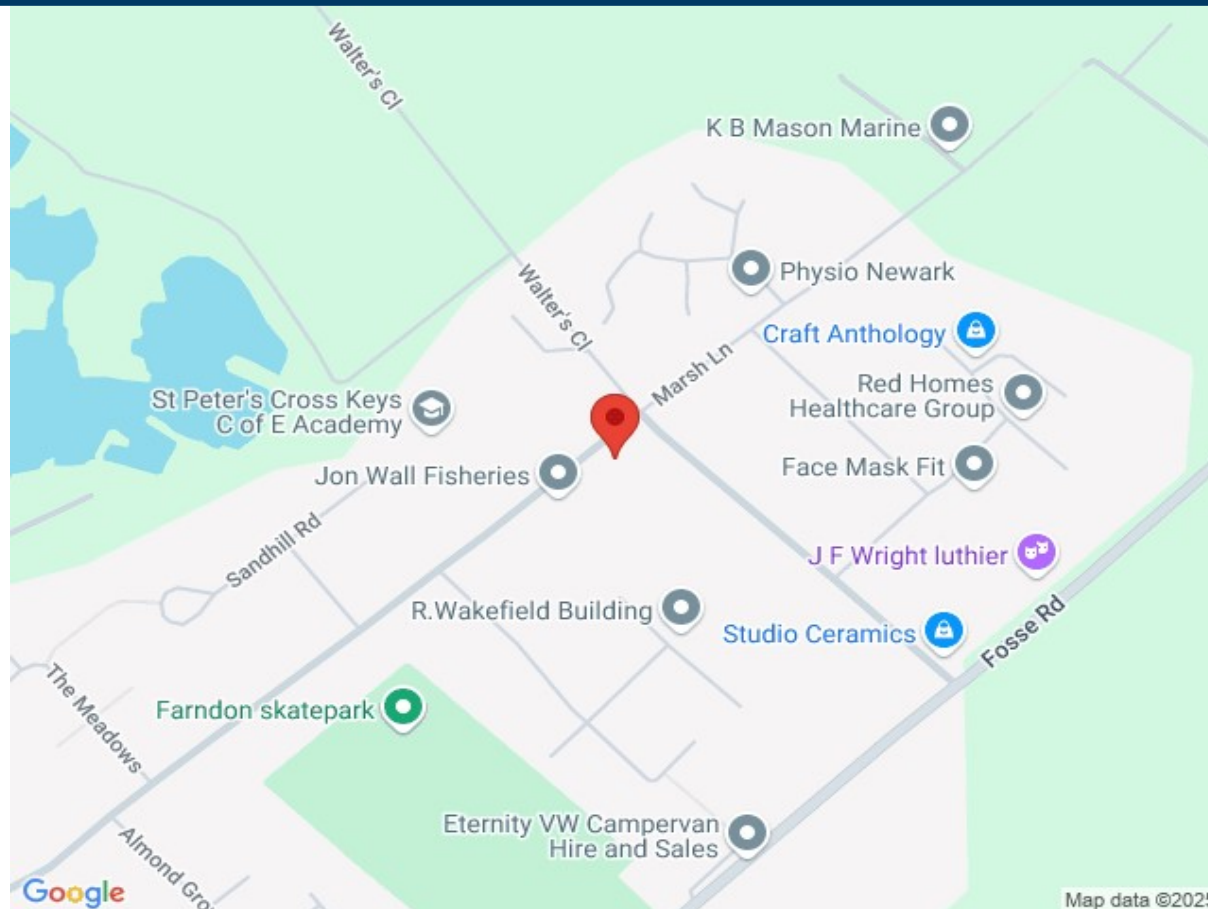 Walter's Cl
K B Mason Marine
Walter's Cl
Physio Newark
Craft Anthology
Marsh Ln
Red Homes
Healthcare Group
St Peter's Cross Keys
C of E Academy
Jon Wall Fisheries
Face Mask Fit
Sandhill Rd
J F Wright luthier
R.Wakefield Building
Studio Ceramics
Fosse Rd
The Meadows
Farndon skatepark
Eternity VW Campervan
Hire and Sales
Almond Gro
Google
Map data ©2025